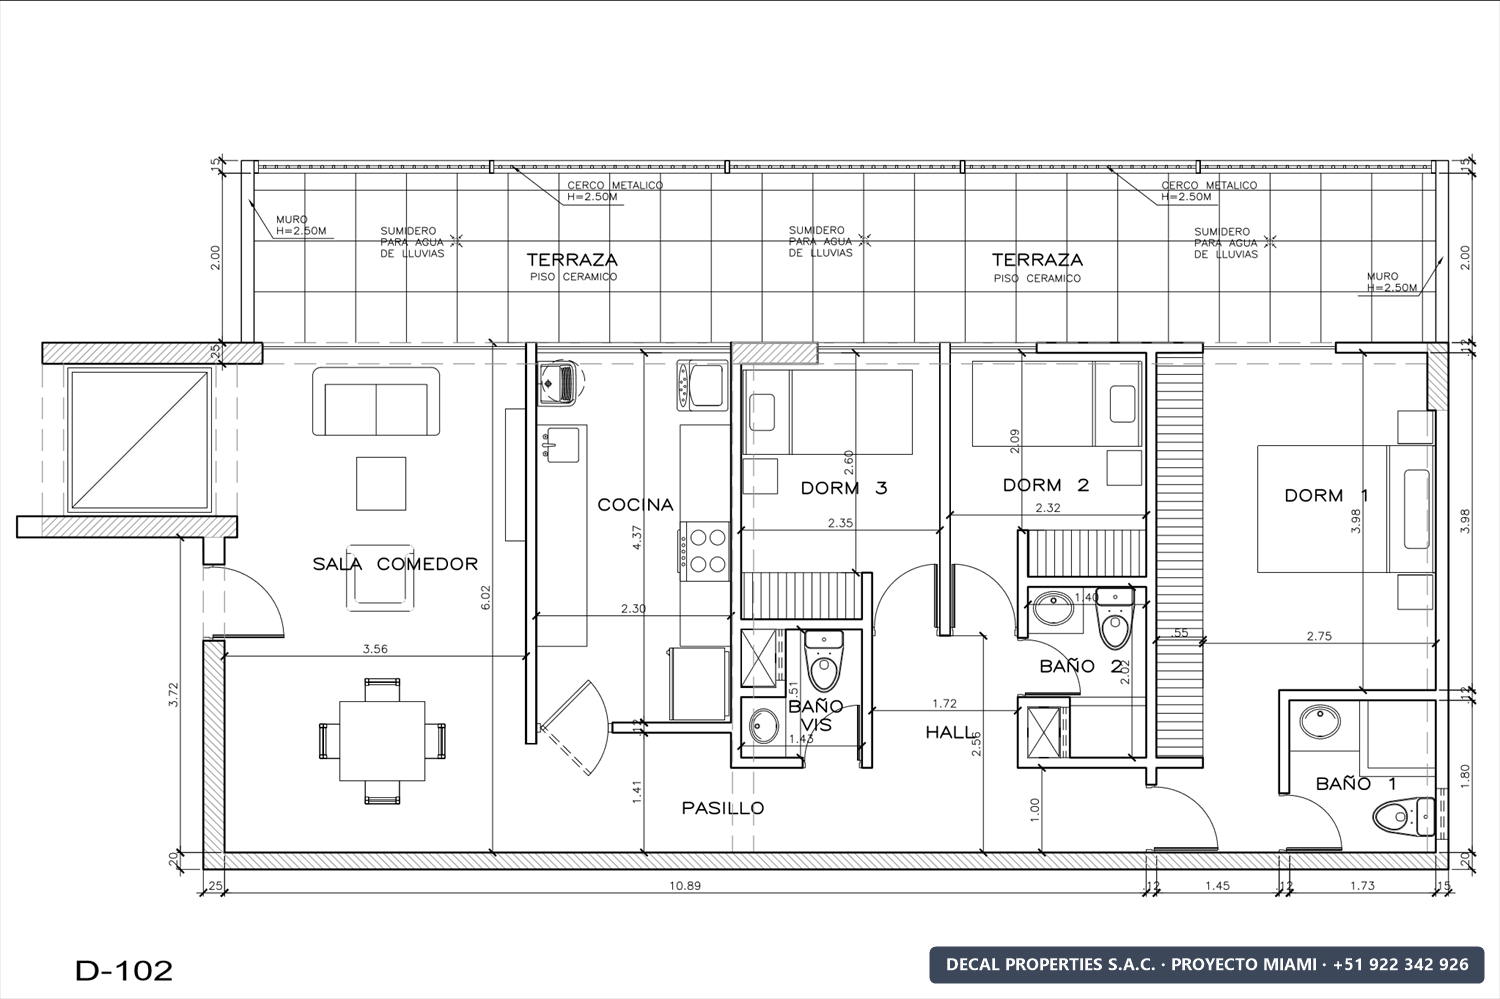 .15
.15
CERCO METALICO
H=2.50M
CERCO METALICO
H=2.50M
MURO
H=2.50M
SUMIDERO
PARA AGUA
DE LLUVIAS
SUMIDERO
PARA AGUA
DE LLUVIAS
SUMIDERO
PARA AGUA
DE LLUVIAS
2.00
TERRAZA
PISO CERAMICO
TERRAZA
PISO CERAMICO
2.00
MURO
H=2.50M
.25
.12
2.09
2.60
DORM 3
DORM 2
DORM 1
COCINA
2.32
2.35
4.37
3.98
3.98
SALA COMEDOR
6.02
2.30
1.40
.55
2.75
3.56
BAÑO 2
2.02
3.72
.51
BAÑO
VIS
1.43
1.72
HALL
2.56
.12
.12
BAÑO 1
1.80
1.41
PASILLO
1.00
.20
.20
.25
10.89
.12
1.45
.12
1.73
.15
D-102
DECAL PROPERTIES S.A.C. · PROYECTO MIAMI · +51 922 342 926